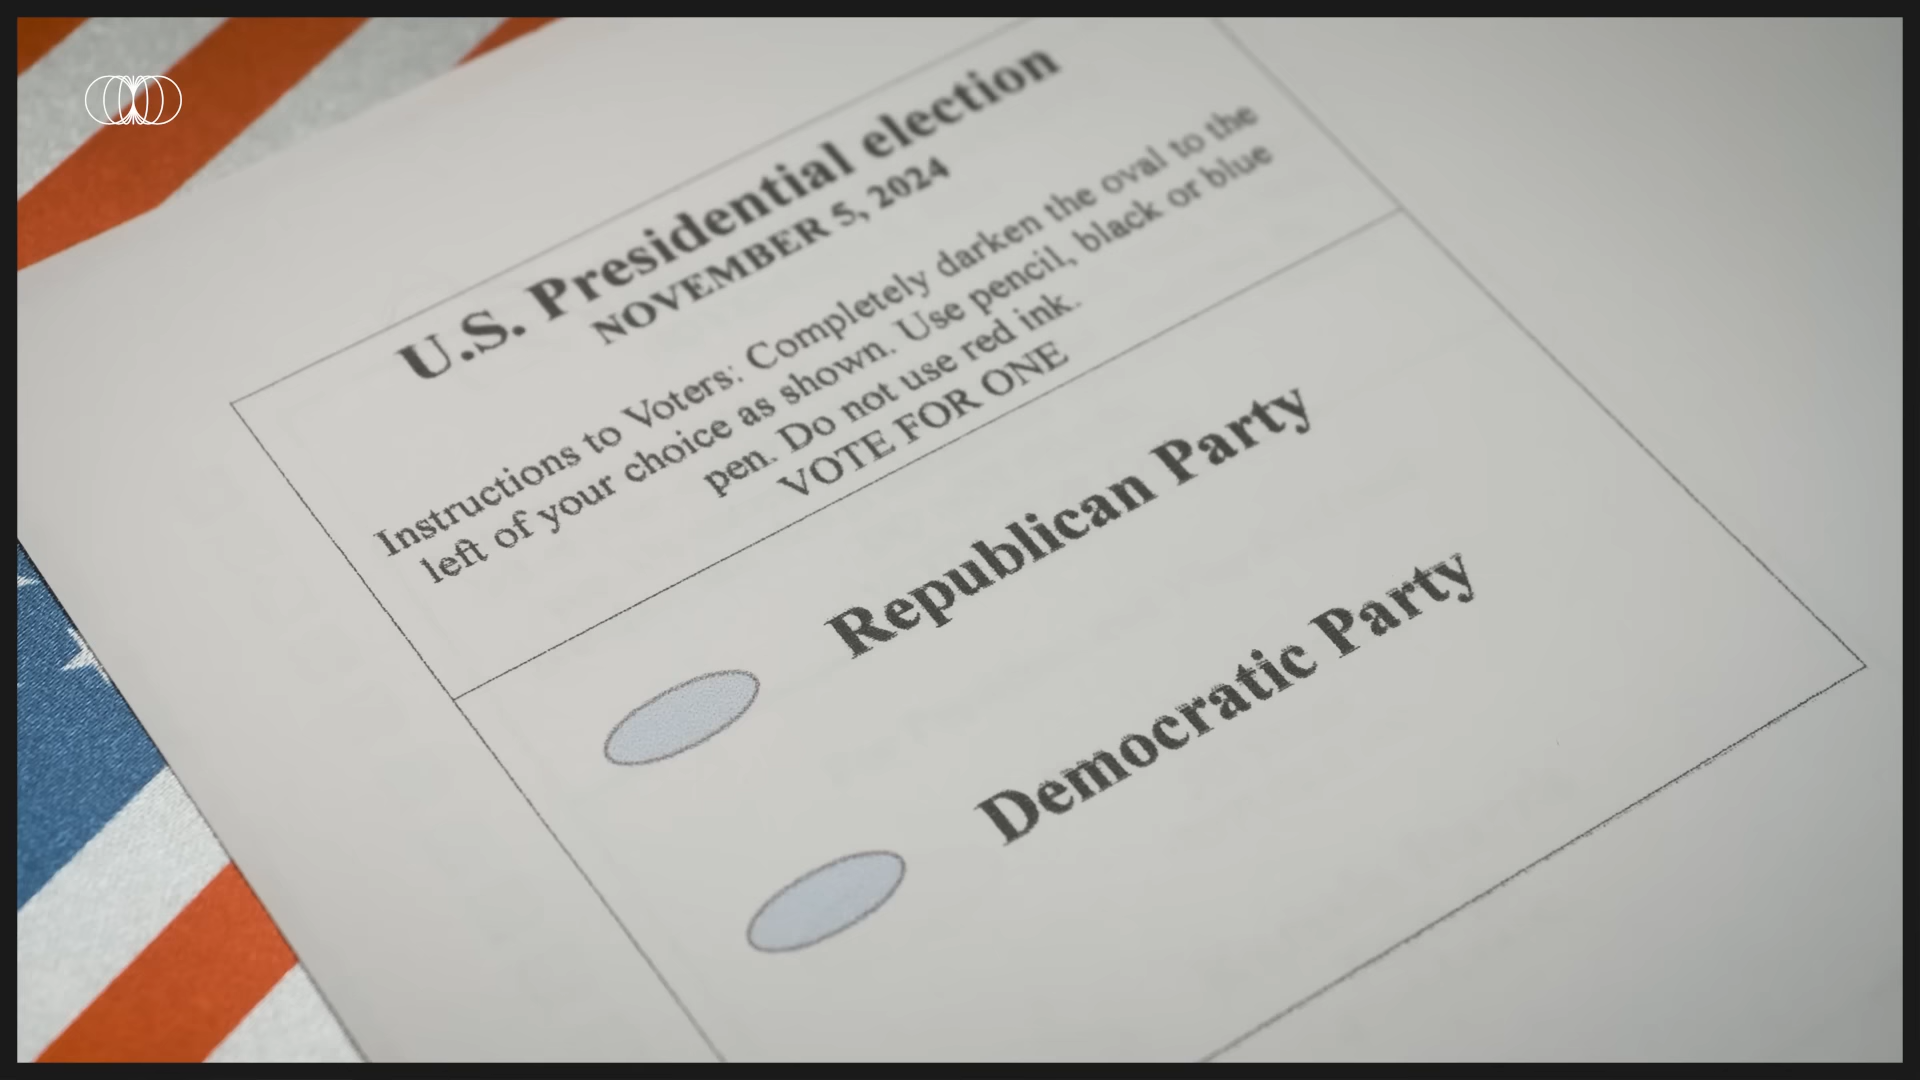 U.S. Presidential election
NOVEMBER 5, 2024
Instructions to Voters: Completely darken the oval to the
left of your choice as shown. Use pencil, black or blue
pen. Do not use red ink.
VOTE FOR ONE
Republican Party
Democratic Party